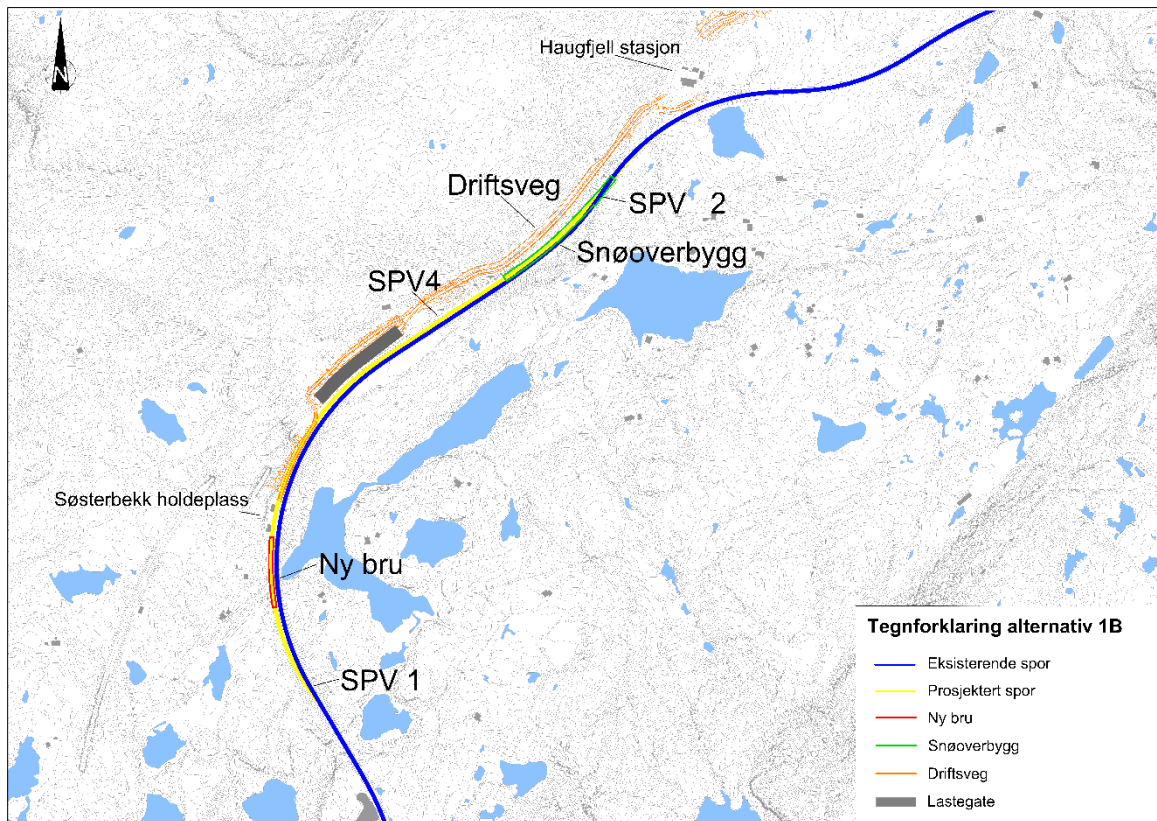 Haugfjell stasjon
N
Driftsveg
SPV 2
Snøoverbygg
SPV4
Søsterbekk holdeplass
Ny bru
SPV 1
Tegnforklaring alternativ 1B
Eksisterende spor
Prosjektert spor
Ny bru
Snøoverbygg
Driftsveg
Lastegate